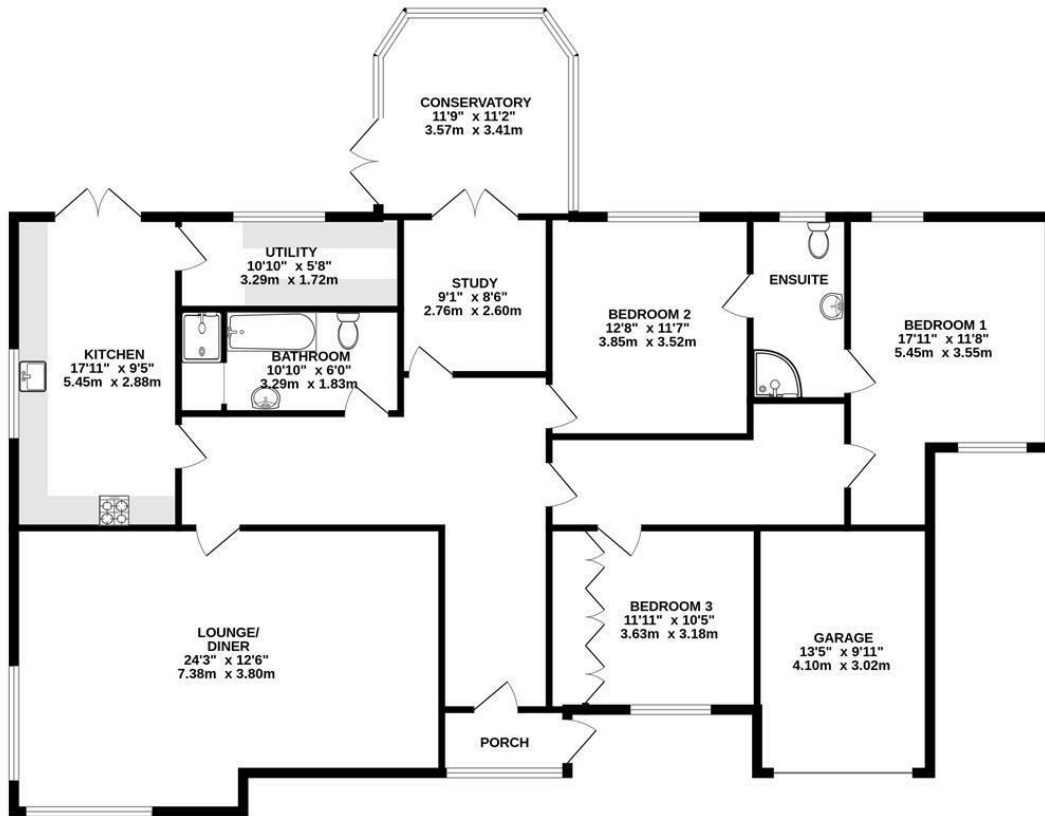 CONSERVATORY
11'9" x 11'2"
3.57m x 3.41m
UTILITY
10'10" x 5'8"
3.29m x 1.72m
STUDY
9'1" x 8'6"
2.76m x 2.60m
ENSUITE
BEDROOM 2
12'8" x 11'7"
3.85m x 3.52m
BEDROOM 1
17'11" x 11'8"
5.45m x 3.55m
KITCHEN
17'11" x 9'5"
5.45m x 2.88m
BATHROOM
10'10" x 6'0"
3.29m x 1.83m
LOUNGE/
DINER
24'3" x 12'6"
7.38m x 3.80m
BEDROOM 3
11'11" x 10'5"
3.63m x 3.18m
GARAGE
13'5" x 9'11"
4.10m x 3.02m
PORCH